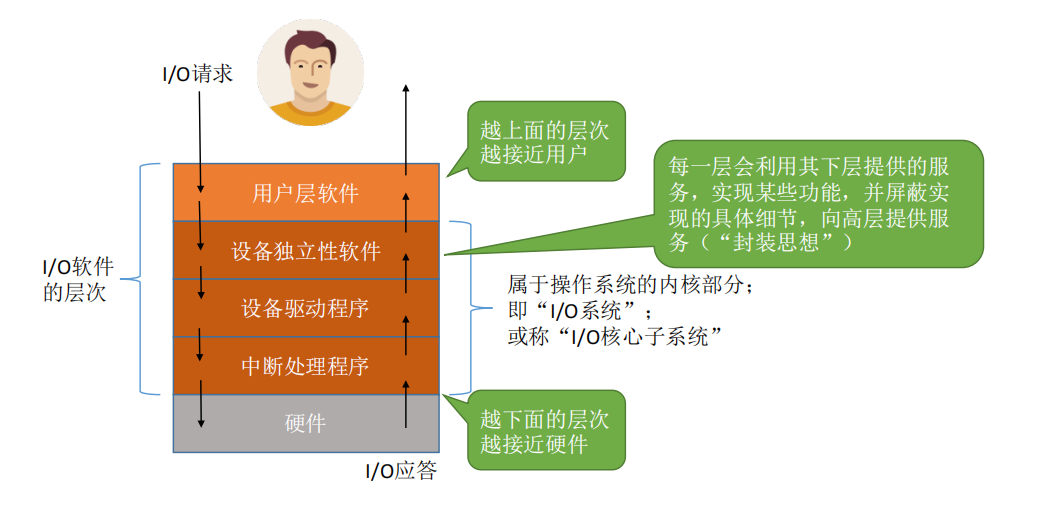 I/O请求
越上面的层次
越接近用户
每一层会利用其下层提供的服
务，实现某些功能，并屏蔽实
现的具体细节，向高层提供服
务（“封装思想”）
用户层软件
设备独立性软件
I/O软件
的层次
设备驱动程序
属于操作系统的内核部分；
即“I/O系统”；
或称“I/O核心子系统”
中断处理程序
硬件
越下面的层次
越接近硬件
I/O应答